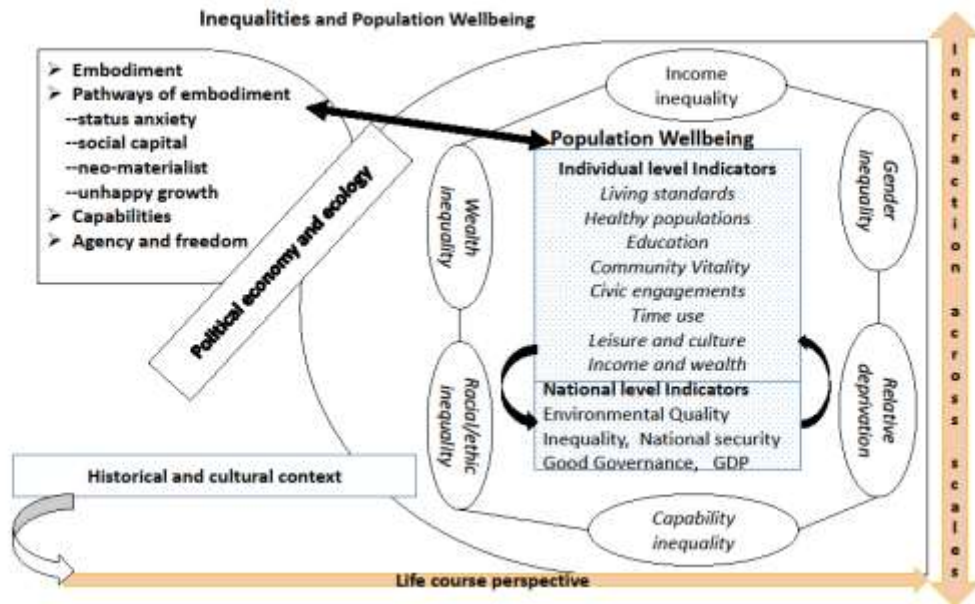 Inequalities and Population Wellbeing
➢ Embodiment
➢ Pathways of embodiment
--status anxiety
--social capital
--neo-materialist
--unhappy growth
➢ Capabilities
➢ Agency and freedom
Political economy and ecology
Historical and cultural context
Income
inequality
Wealth
inequality
Gender
inequality
Racial/ethic
inequality
Relative
deprivation
Capability
inequality
Population Wellbeing
Individual level Indicators
Living standards
Healthy populations
Education
Community Vitality
Civic engagements
Time use
Leisure and culture
Income and wealth
National level Indicators
Environmental Quality
Inequality, National security
Good Governance, GDP
Life course perspective
Interaction across scales